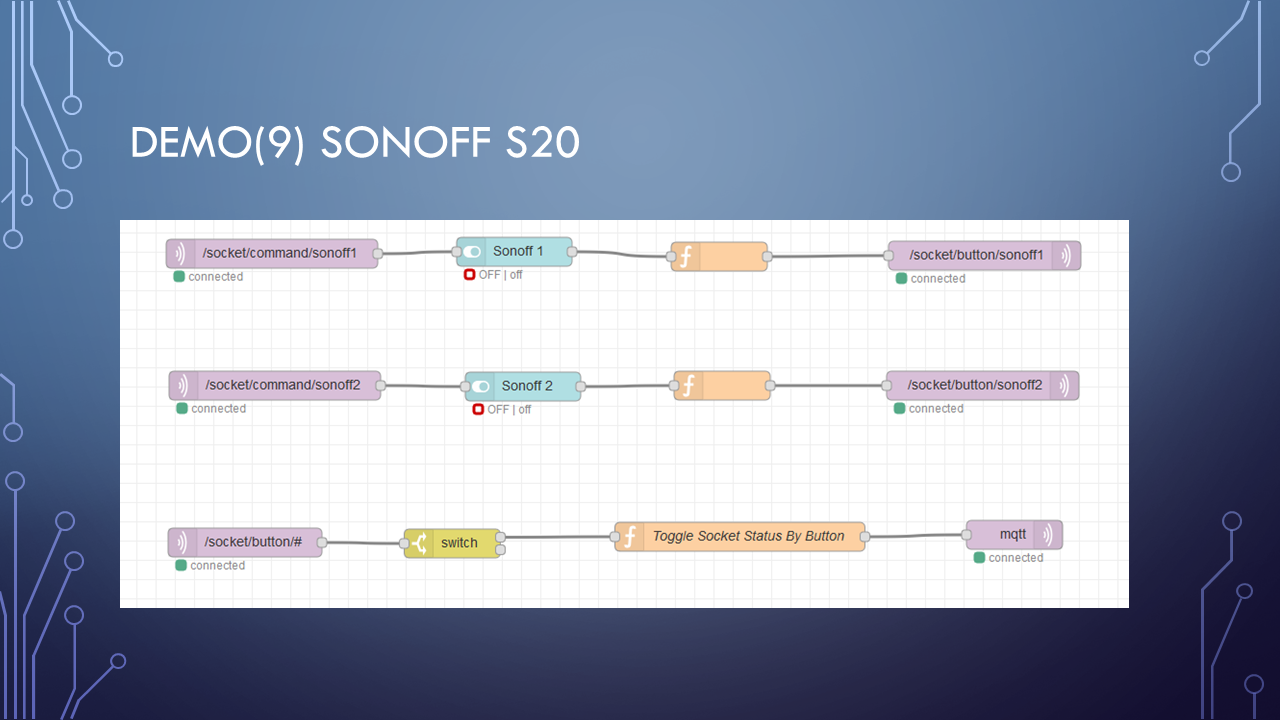 DEMO(9) SONOFF S20
/socket/command/sonoff1
Sonoff 1
/socket/button/sonoff1
connected
OFF | off
connected
/socket/command/sonoff2
Sonoff 2
/socket/button/sonoff2
connected
OFF | off
connected
/socket/button/#
switch
Toggle Socket Status By Button
mqtt
connected
connected